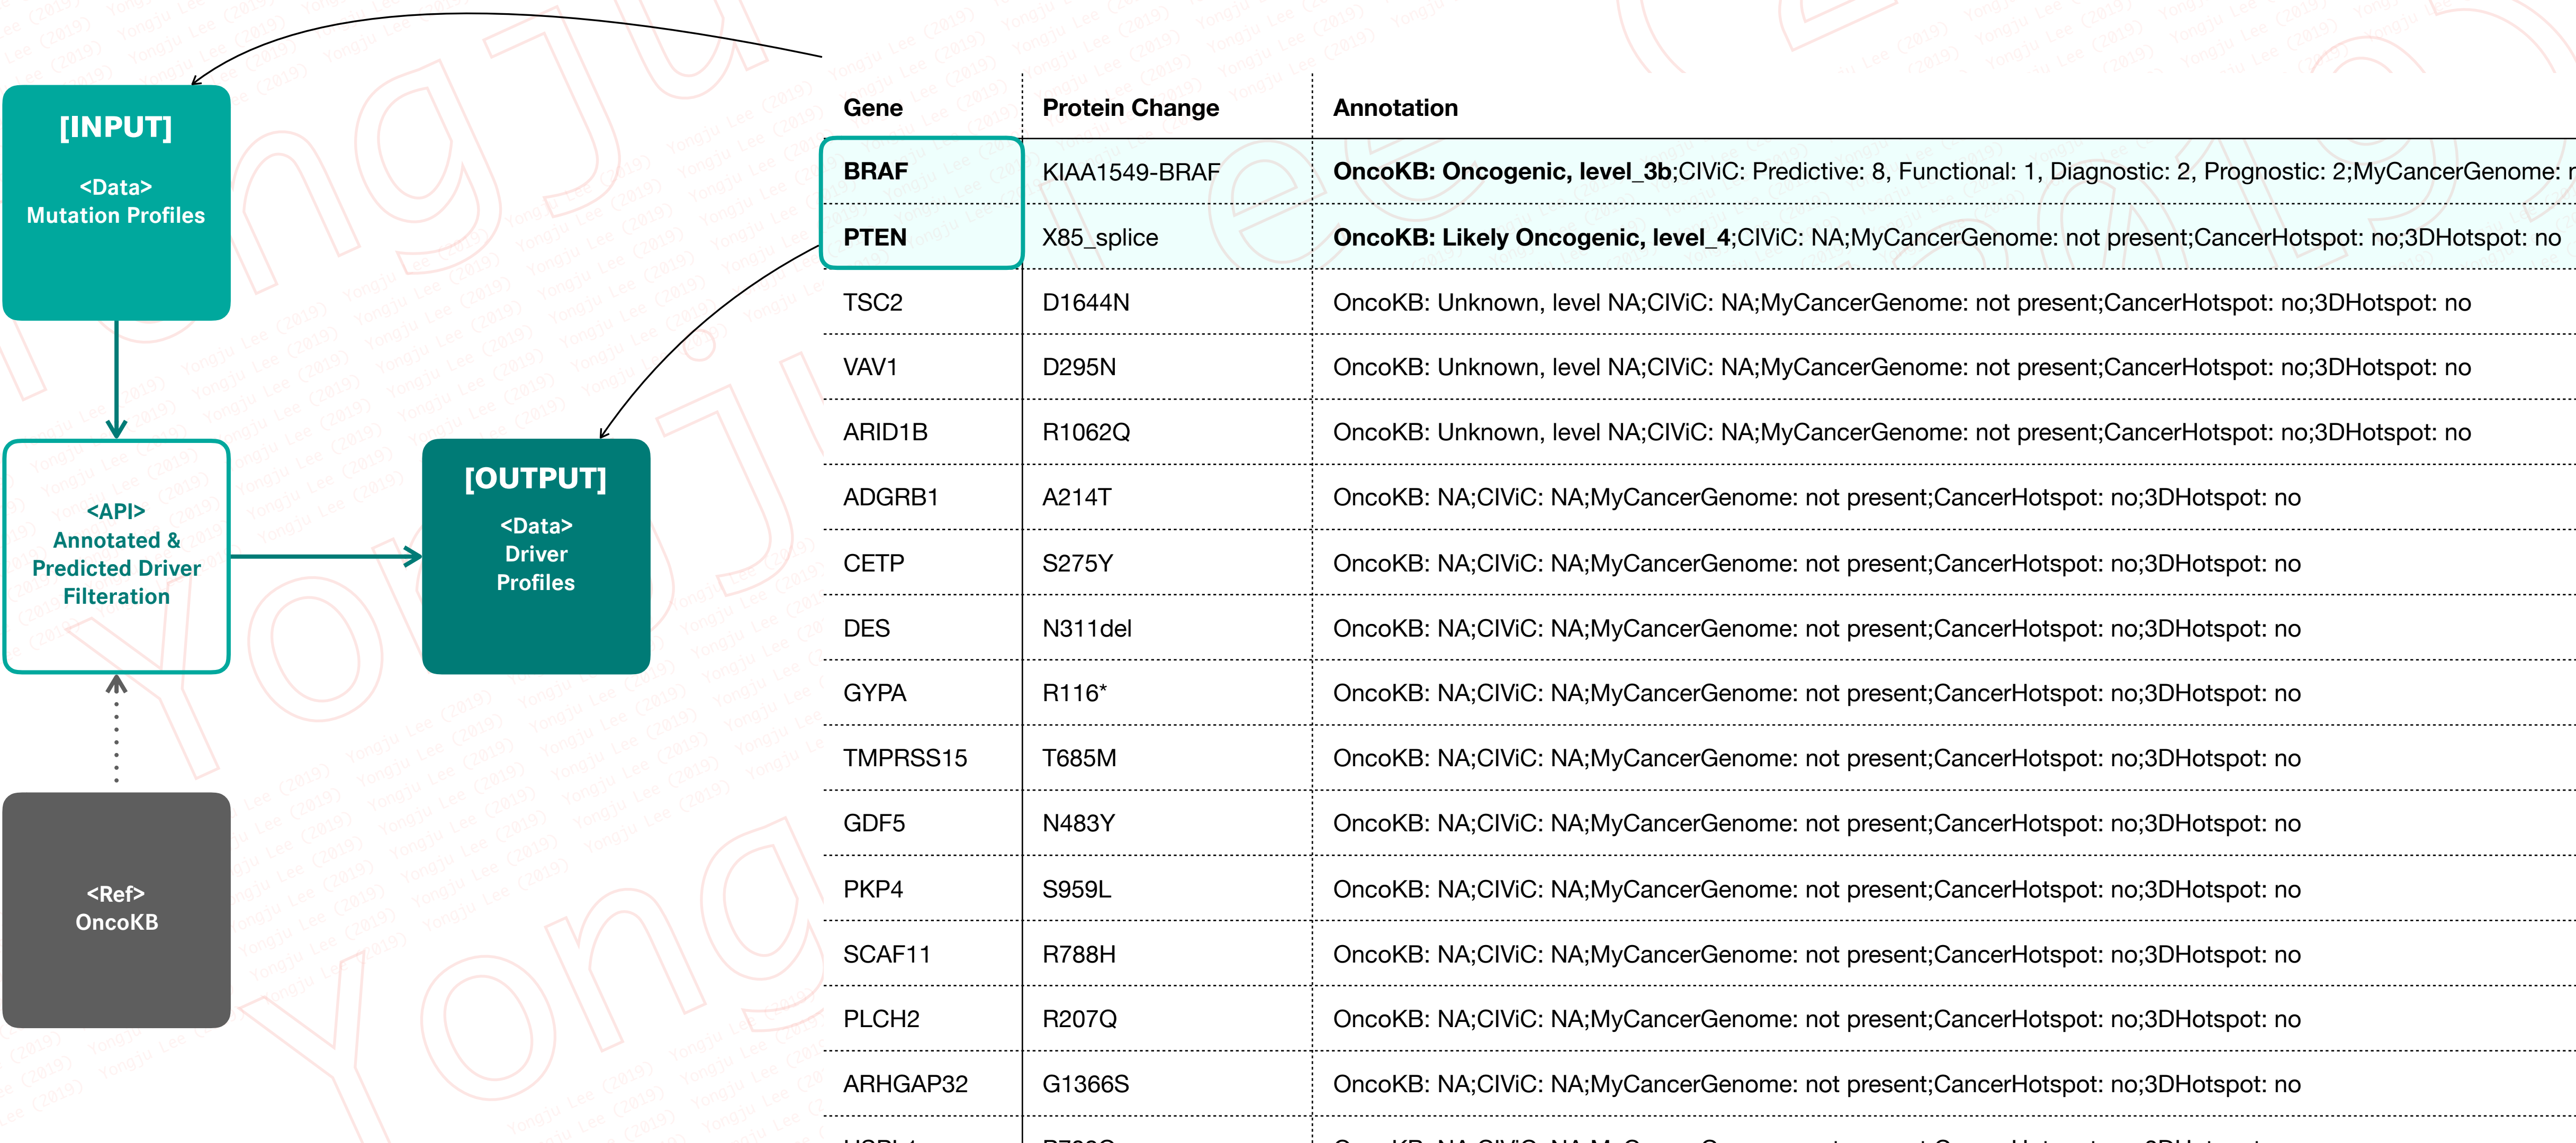 [INPUT]
<Data>
Mutation Profiles
<API>
Annotated &
Predicted Driver
Filteration
[OUTPUT]
<Data>
Driver
Profiles
<Ref>
OncoKB
Gene Protein Change Annotation
BRAF KIAA1549-BRAF OncoKB: Oncogenic, level_3b;CIViC: Predictive: 8, Functional: 1, Diagnostic: 2, Prognostic: 2;MyCancerGenome:
PTEN X85_splice OncoKB: Likely Oncogenic, level_4;CIViC: NA;MyCancerGenome: not present;CancerHotspot: no;3DHotspot: no
TSC2 D1644N OncoKB: Unknown, level NA;CIViC: NA;MyCancerGenome: not present;CancerHotspot: no;3DHotspot: no
VAV1 D295N OncoKB: Unknown, level NA;CIViC: NA;MyCancerGenome: not present;CancerHotspot: no;3DHotspot: no
ARID1B R1062Q OncoKB: Unknown, level NA;CIViC: NA;MyCancerGenome: not present;CancerHotspot: no;3DHotspot: no
ADGRB1 A214T OncoKB: NA;CIViC: NA;MyCancerGenome: not present;CancerHotspot: no;3DHotspot: no
CETP S275Y OncoKB: NA;CIViC: NA;MyCancerGenome: not present;CancerHotspot: no;3DHotspot: no
DES N311del OncoKB: NA;CIViC: NA;MyCancerGenome: not present;CancerHotspot: no;3DHotspot: no
GYPA R116* OncoKB: NA;CIViC: NA;MyCancerGenome: not present;CancerHotspot: no;3DHotspot: no
TMPRSS15 T685M OncoKB: NA;CIViC: NA;MyCancerGenome: not present;CancerHotspot: no;3DHotspot: no
GDF5 N483Y OncoKB: NA;CIViC: NA;MyCancerGenome: not present;CancerHotspot: no;3DHotspot: no
PKP4 S959L OncoKB: NA;CIViC: NA;MyCancerGenome: not present;CancerHotspot: no;3DHotspot: no
SCAF11 R788H OncoKB: NA;CIViC: NA;MyCancerGenome: not present;CancerHotspot: no;3DHotspot: no
PLCH2 R207Q OncoKB: NA;CIViC: NA;MyCancerGenome: not present;CancerHotspot: no;3DHotspot: no
ARHGAP32 G1366S OncoKB: NA;CIViC: NA;MyCancerGenome: not present;CancerHotspot: no;3DHotspot: no
Yongju Lee (2019)